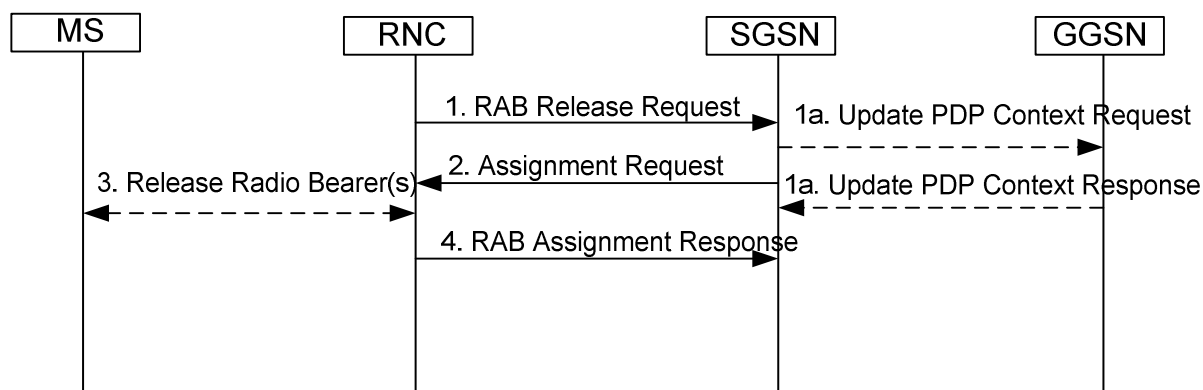 MS
RNC
SGSN
GGSN
1. RAB Release Request
1a. Update PDP Context Request
2. Assignment Request
3. Release Radio Bearer(s)
1a. Update PDP Context Response
4. RAB Assignment Response